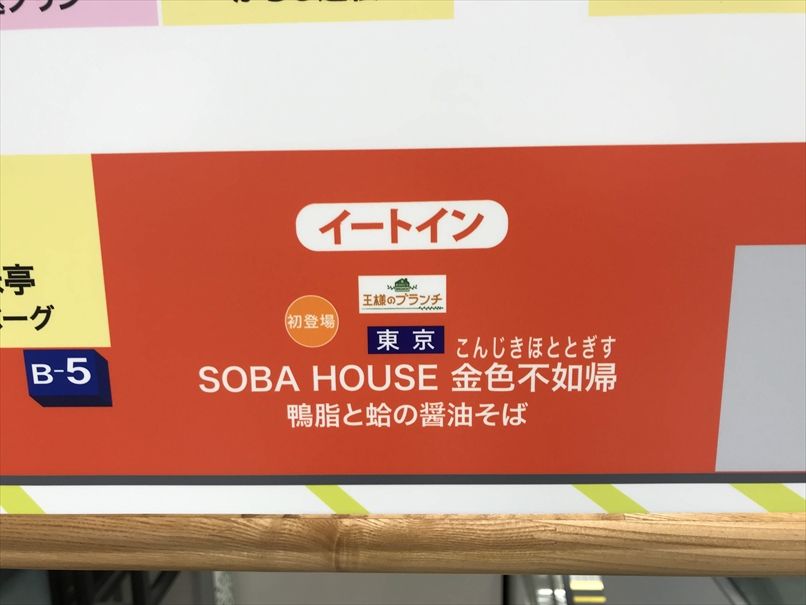 イートイン
王様のブランチ
初登場
東京
こんじきほととぎす
SOBA HOUSE 金色不如帰
鴨脂と蛤の醤油そば
亭
ーグ
B-5